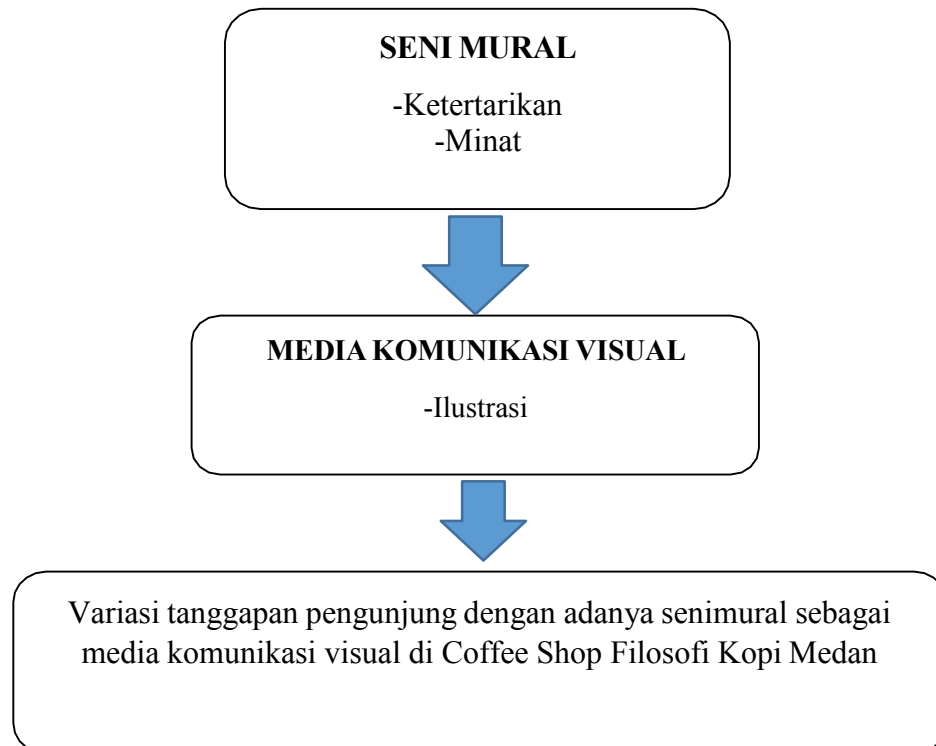 SENI MURAL
-Ketertarikan
-Minat
MEDIA KOMUNIKASI VISUAL
-Ilustrasi
Variasi tanggapan pengunjung dengan adanya senimural sebagai
media komunikasi visual di Coffee Shop Filosofi Kopi Medan